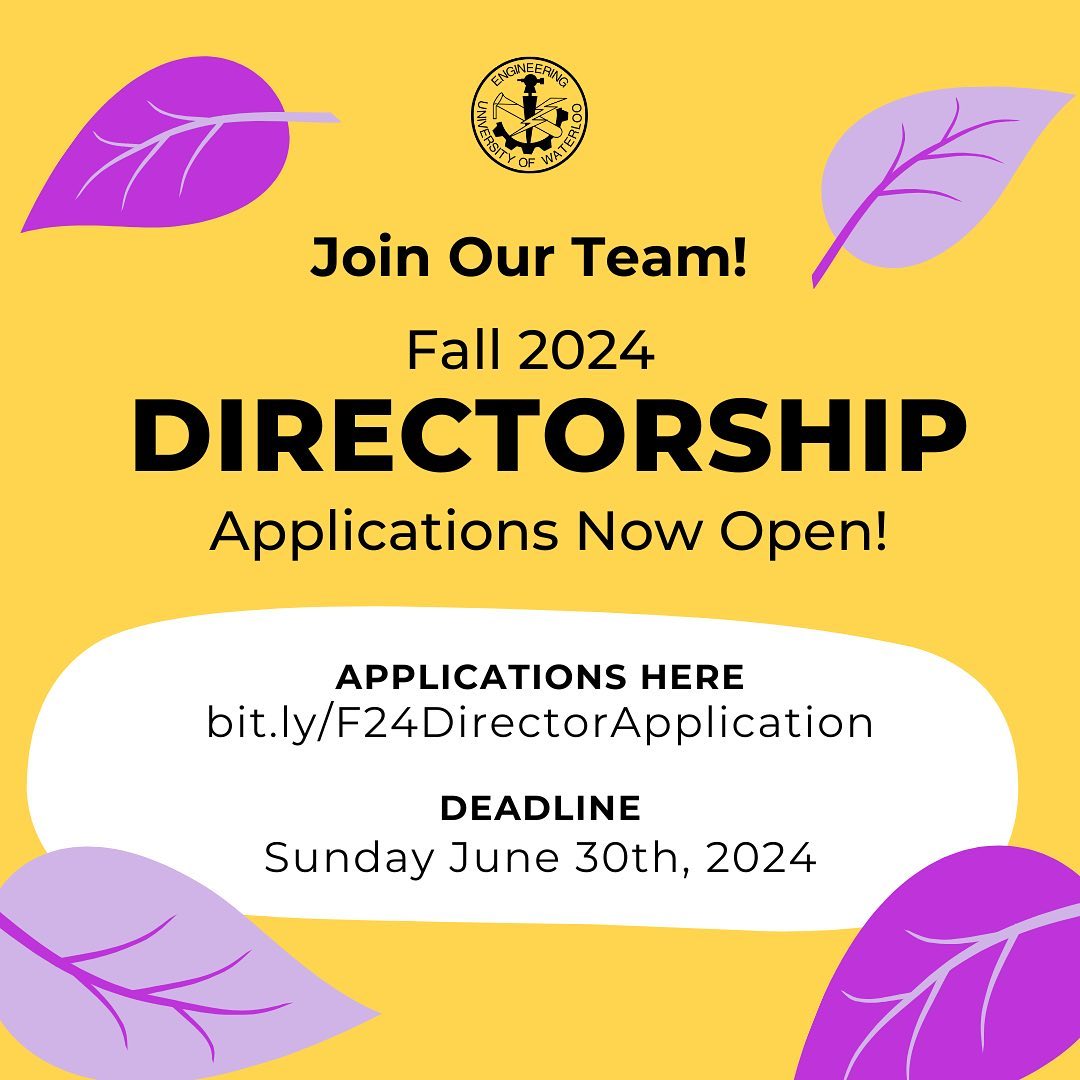 ENGINEERING
UNIVERSITY OF WATERLOO
Join Our Team!
Fall 2024
DIRECTORSHIP
Applications Now Open!
APPLICATIONS HERE
bit.ly/F24DirectorApplication
DEADLINE
Sunday June 30th, 2024